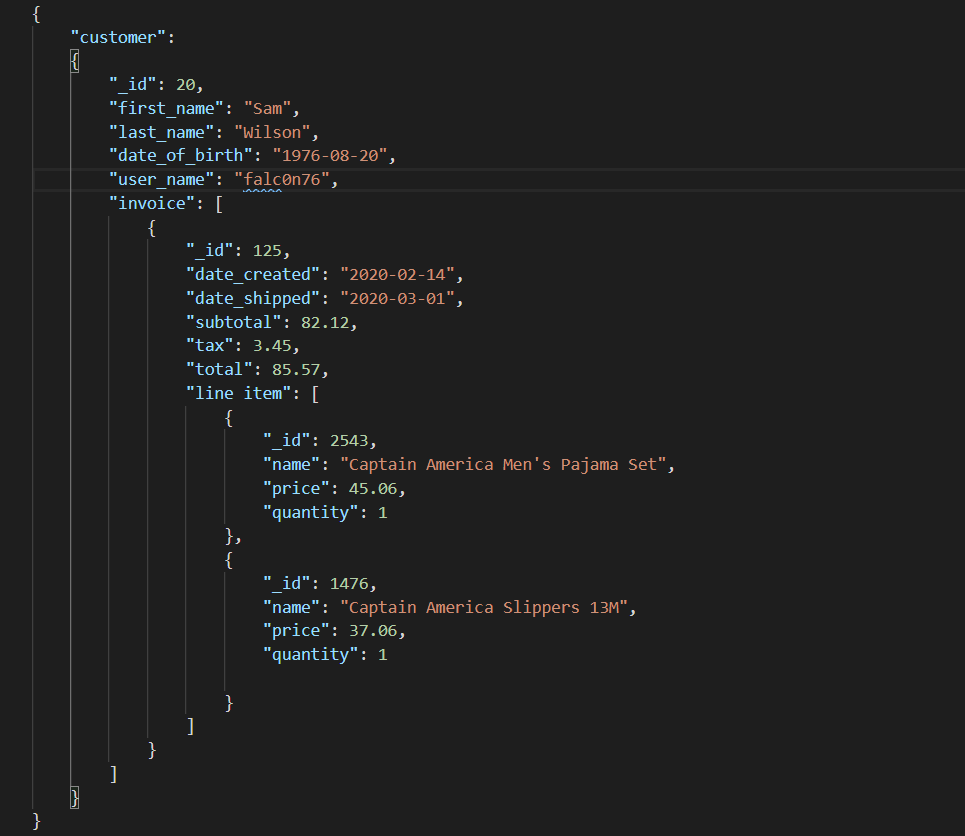 {
"customer":
{
"_id": 20,
"first_name": "Sam",
"last_name": "Wilson",
"date_of_birth": "1976-08-20",
"user_name": "falc0n76",
"invoice": [
{
"_id": 125,
"date_created": "2020-02-14",
"date_shipped": "2020-03-01",
"subtotal": 82.12,
"tax": 3.45,
"total": 85.57,
"line item": [
{
"_id": 2543,
"name": "Captain America Men's Pajama Set",
"price": 45.06,
"quantity": 1
},
{
"_id": 1476,
"name": "Captain America Slippers 13M",
"price": 37.06,
"quantity": 1
}
]
}
]
}
}